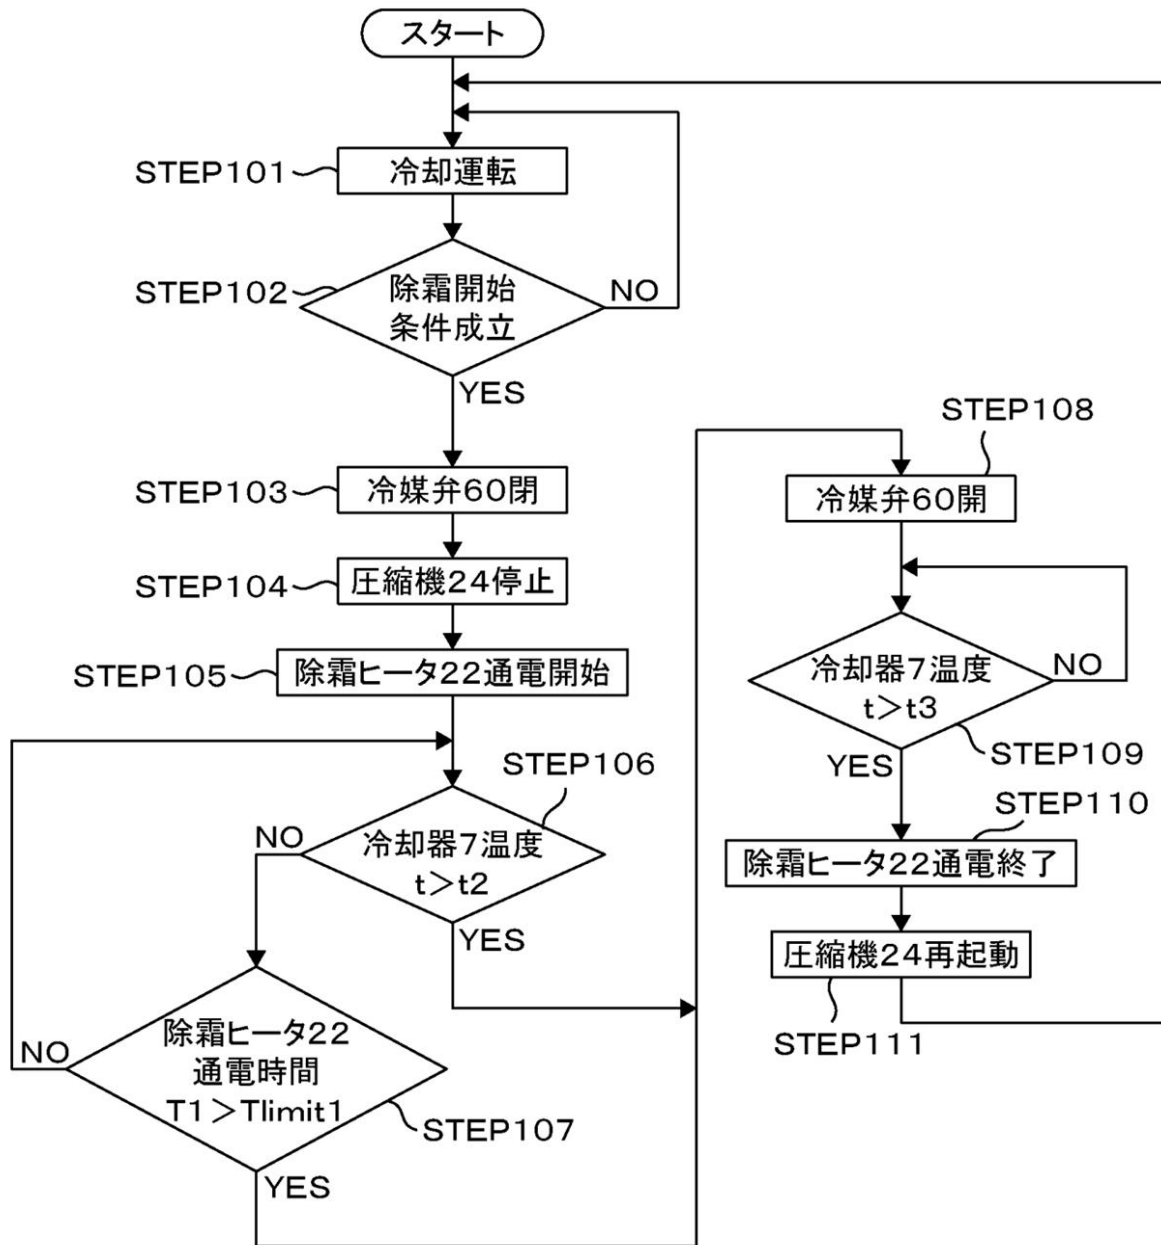 スタート
STEP101
冷却運転
STEP102
除霜開始
条件成立
NO
YES
STEP103
冷媒弁60閉
STEP104
圧縮機24停止
STEP105
除霜ヒータ22通電開始
STEP106
冷却器7温度
t>t2
NO
YES
除霜ヒータ22
通電時間
T1>Tlimit1
NO
STEP107
YES
STEP108
冷媒弁60開
冷却器7温度
t>t3
NO
STEP109
YES
STEP110
除霜ヒータ22通電終了
圧縮機24再起動
STEP111